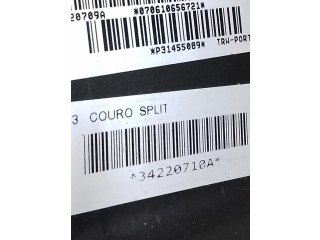 20709A *070610656721*
*P31455089* TRW-PORT
3 COURO SPLIT
*34220710A*